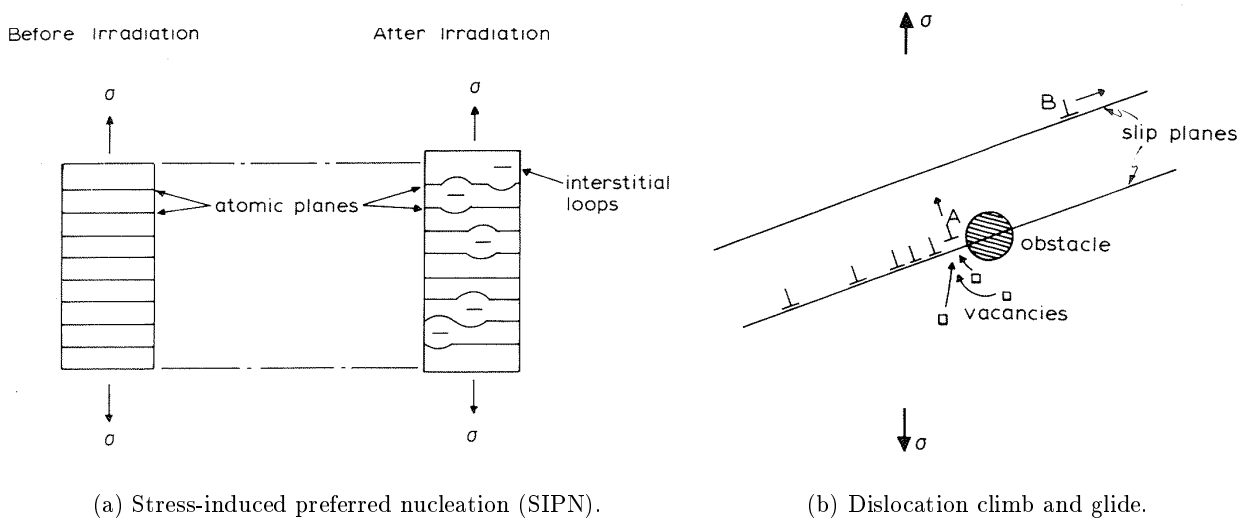 Before Irradiation
After Irradiation
σ
σ
atomic planes
interstitial
loops
σ
σ
(a) Stress-induced preferred nucleation (SIPN).
σ
B
slip planes
A
obstacle
vacancies
σ
(b) Dislocation climb and glide.